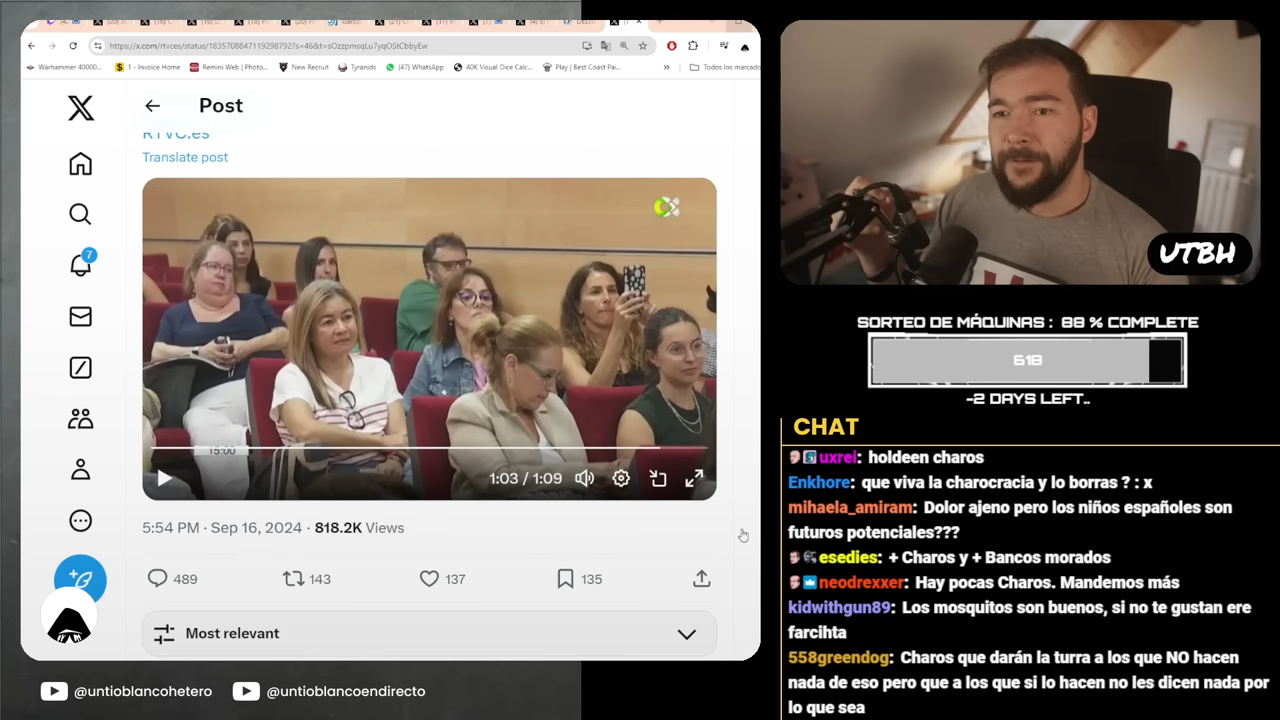 https://x.com/rtvces/status/1835708847119298792?s=46&t=sOzzpmsqLu7yqOStCbbyEw
Warhammer 40000...
1 - Invoice Home
Remini Web | Photo...
New Recruit
Tyranids
(47) WhatsApp
40K Visual Dice Calc...
Play | Best Coast Pai...
»
Todos los marcado
Post
RTVC.es
Translate post
7
15:00
1:03 / 1:09
5:54 PM · Sep 16, 2024 · 818.2K Views
489
143
137
135
Most relevant
@untioblancohetero
@untioblancoendirecto
UTBH
SORTEO DE MÁQUINAS : 88 % COMPLETE
618
-2 DAYS LEFT..
CHAT
uxrel: holdeen charos
Enkhore: que viva la charocracia y lo borras ? : x
mihaela_amiram: Dolor ajeno pero los niños españoles son
futuros potenciales???
esedies: + Charos y + Bancos morados
neodrexxer: Hay pocas Charos. Mandemos más
kidwithgun89: Los mosquitos son buenos, si no te gustan ere
farcihta
558greendog: Charos que darán la turra a los que NO hacen
nada de eso pero que a los que si lo hacen no les dicen nada por
lo que sea